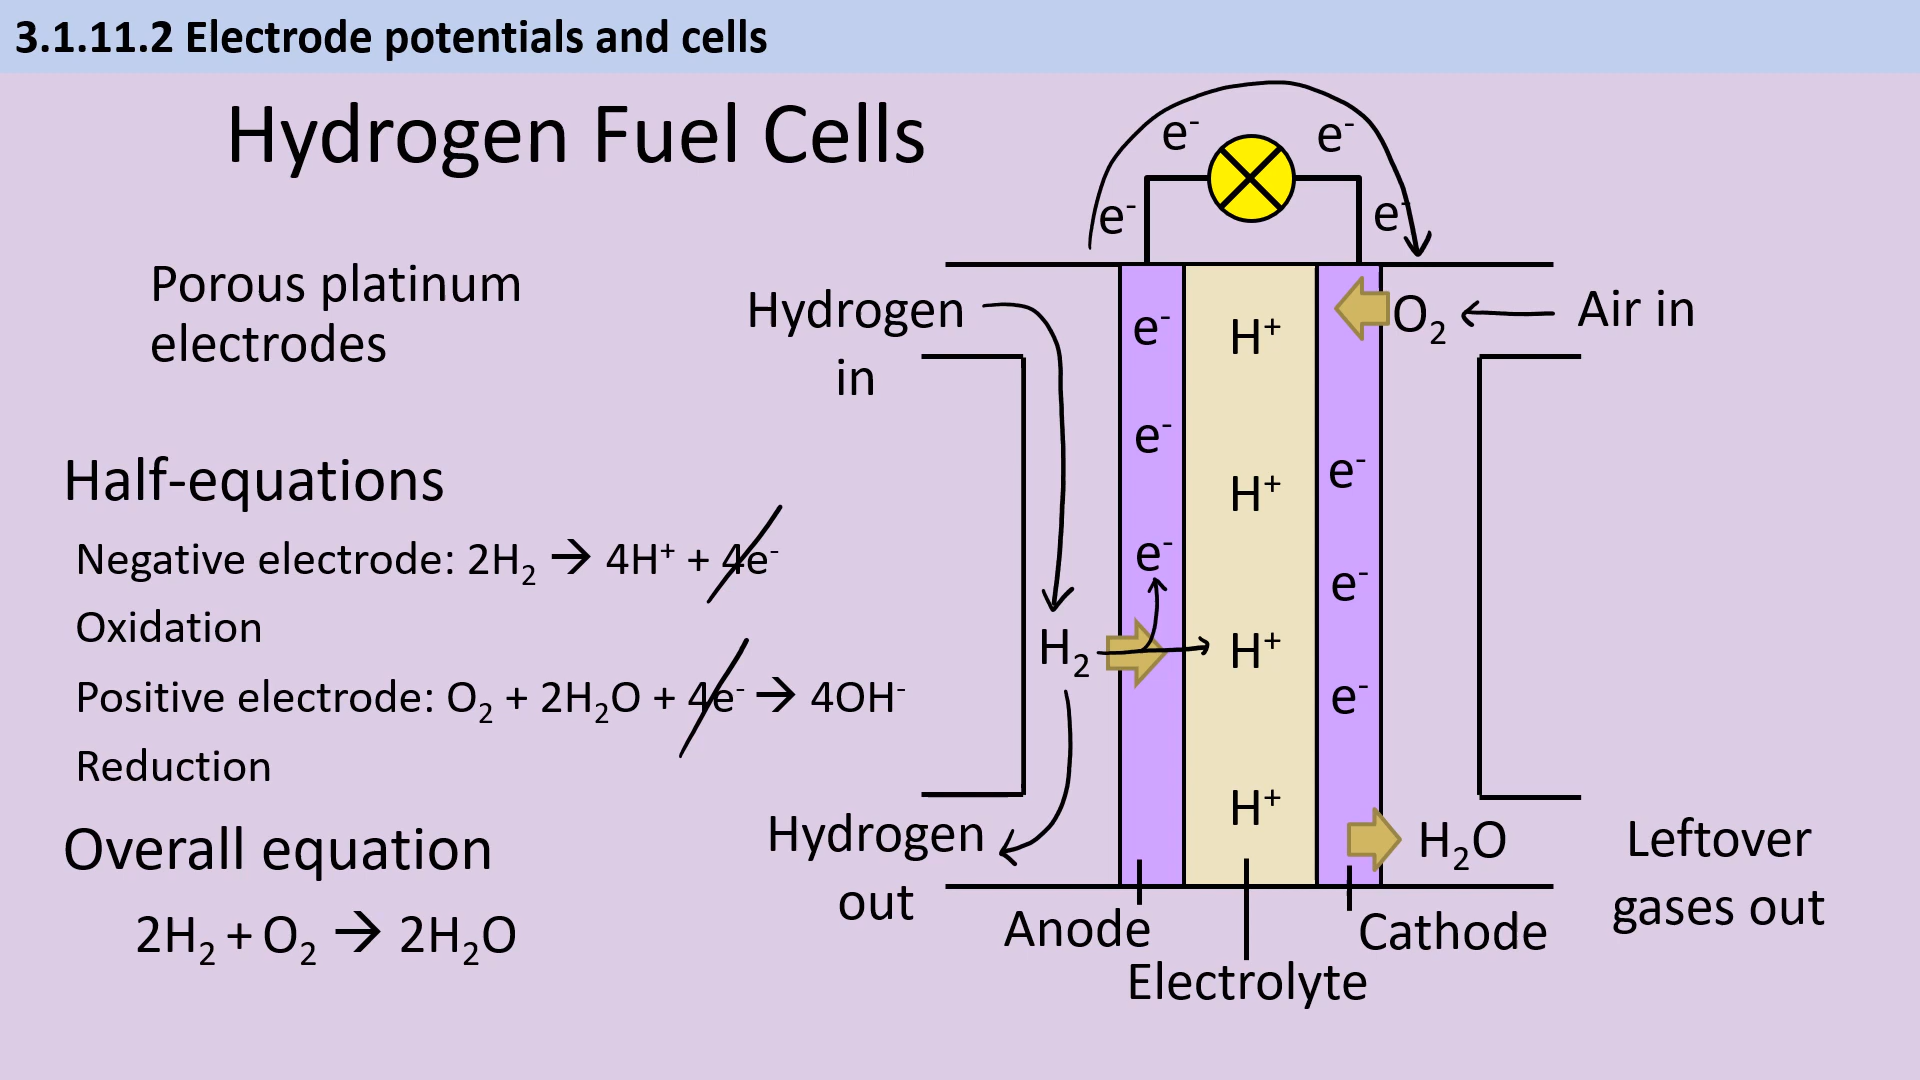 3.1.11.2 Electrode potentials and cells
Hydrogen Fuel Cells
Porous platinum
electrodes
Half-equations
Negative electrode: 2H₂ → 4H⁺ + 4e⁻
Oxidation
Positive electrode: O₂ + 2H₂O + 4e⁻ → 4OH⁻
Reduction
Overall equation
2H₂ + O₂ → 2H₂O
e⁻ e⁻
e⁻ e⁻
Hydrogen
in
e⁻
e⁻
e⁻
H₂
Hydrogen
out
H⁺
H⁺
H⁺
H⁺
O₂
Air in
e⁻
e⁻
e⁻
H₂O
Leftover
gases out
Anode
Electrolyte
Cathode